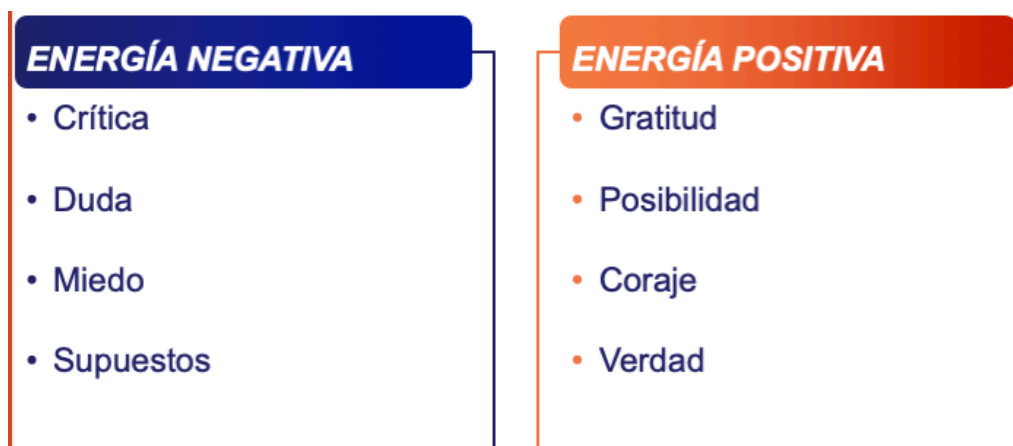 ENERGÍA NEGATIVA
• Crítica
• Duda
• Miedo
• Supuestos
ENERGÍA POSITIVA
• Gratitud
• Posibilidad
• Coraje
• Verdad